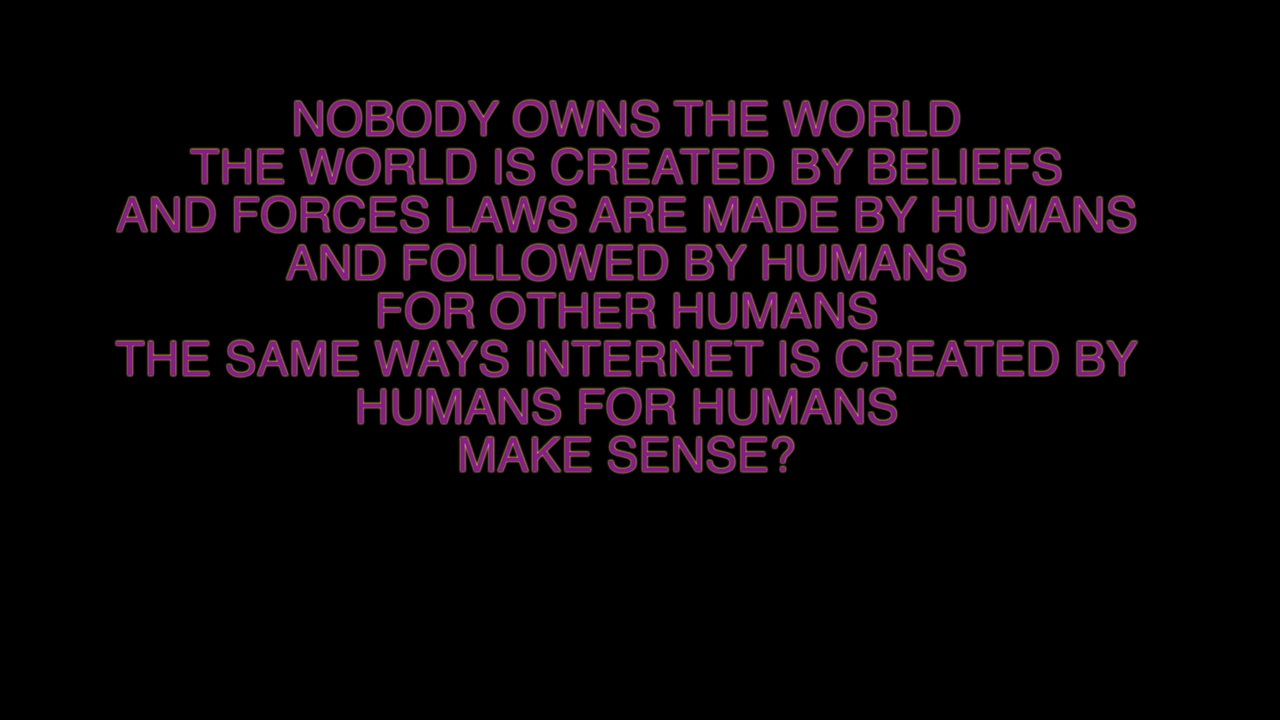 NOBODY OWNS THE WORLD
THE WORLD IS CREATED BY BELIEFS
AND FORCES LAWS ARE MADE BY HUMANS
AND FOLLOWED BY HUMANS
FOR OTHER HUMANS
THE SAME WAYS INTERNET IS CREATED BY
HUMANS FOR HUMANS
MAKE SENSE?